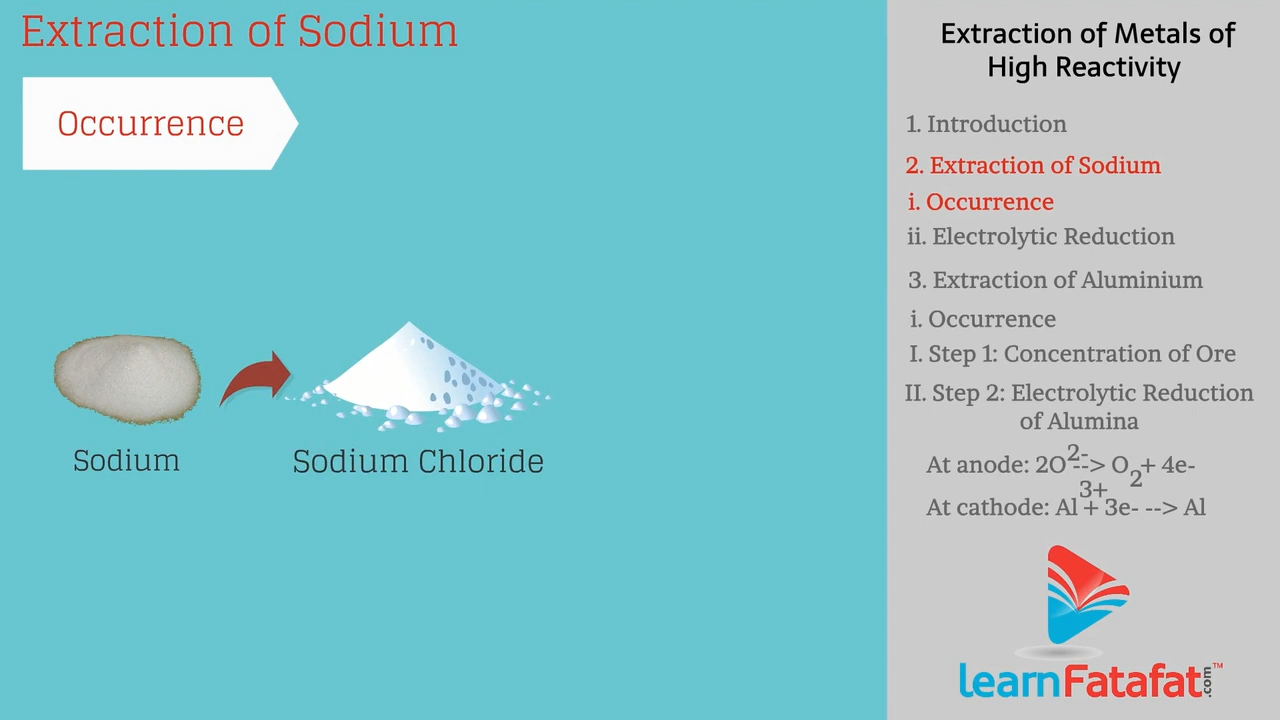 Extraction of Sodium
Occurrence
Sodium
Sodium Chloride
Extraction of Metals of
High Reactivity
1. Introduction
2. Extraction of Sodium
i. Occurrence
ii. Electrolytic Reduction
3. Extraction of Aluminium
i. Occurrence
I. Step 1: Concentration of Ore
II. Step 2: Electrolytic Reduction
of Alumina
At anode: 2O2- --> O2 + 4e-
At cathode: Al3+ + 3e- --> Al
learnFatafat.com™